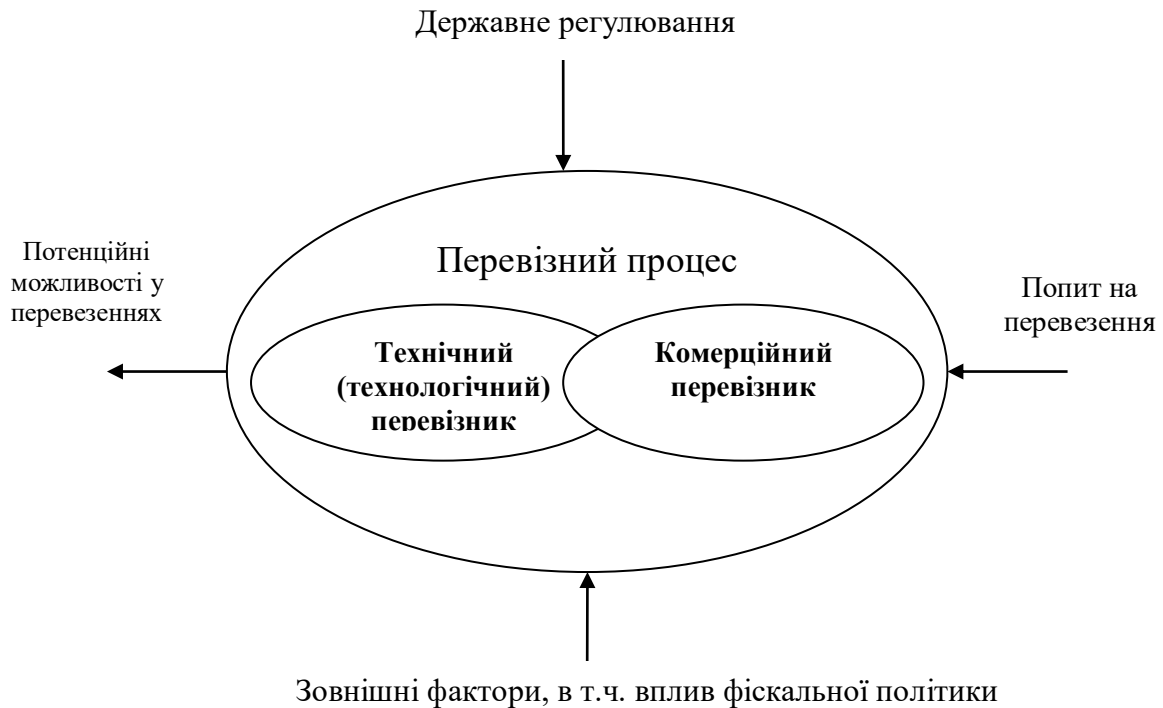 Державне регулювання
Потенційні
можливості у
перевезеннях
Перевізний процес
Попит на
перевезення
Технічний
(технологічний)
перевізник
Комерційний
перевізник
Зовнішні фактори, в т.ч. вплив фіскальної політики